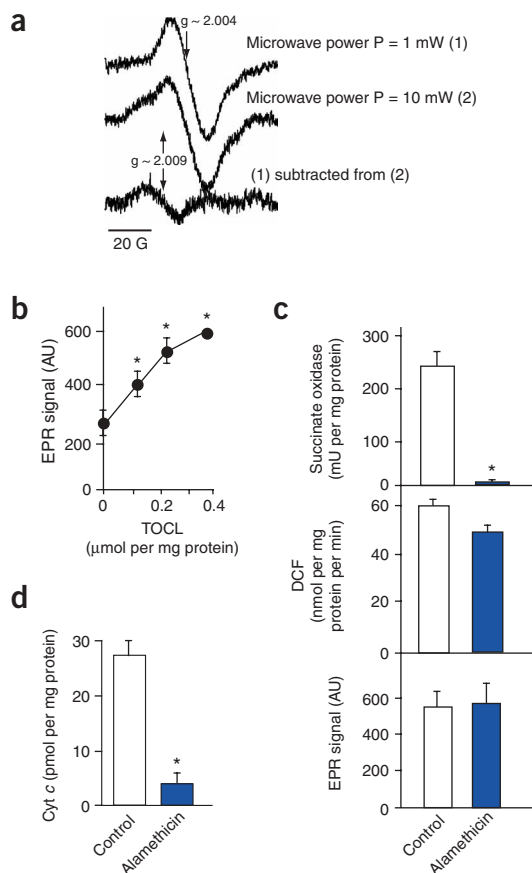 a
g ~ 2.004
Microwave power P = 1 mW (1)
Microwave power P = 10 mW (2)
g ~ 2.009
(1) subtracted from (2)
20 G
b
EPR signal (AU)
600
400
200
0
*
*
*
0
0.2
0.4
TOCL
(μmol per mg protein)
c
Succinate oxidase
(mU per mg protein)
300
200
100
0
*
DCF
(nmol per mg
protein per min)
60
40
20
0
EPR signal (AU)
600
400
200
0
Control
Alamethicin
d
Cyt c (pmol per mg protein)
30
20
10
0
*
Control
Alamethicin